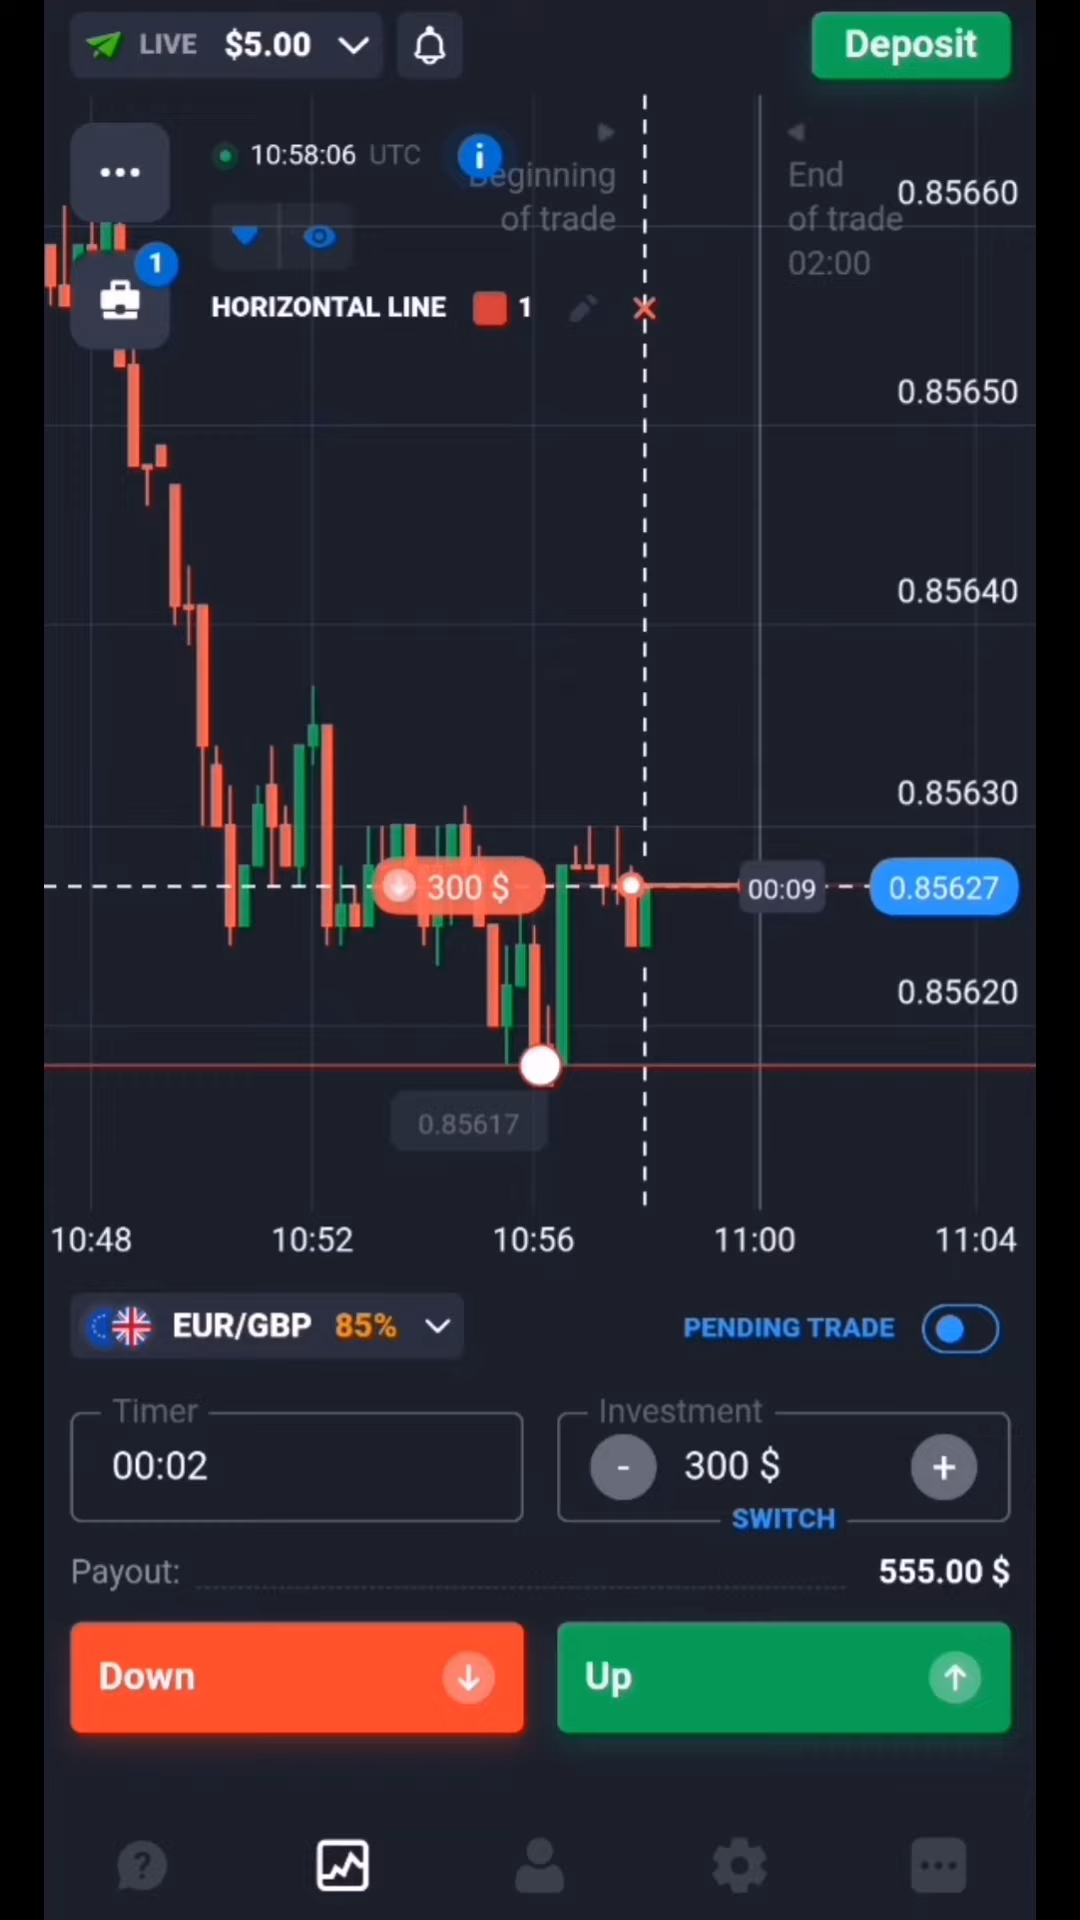 LIVE $5.00
Deposit
10:58:06 UTC
i
Beginning
of trade
End
of trade
02:00
0.85660
1
HORIZONTAL LINE 1
0.85650
0.85640
0.85630
300 $
00:09
0.85627
0.85620
0.85617
10:48 10:52 10:56 11:00 11:04
EUR/GBP 85%
PENDING TRADE
Timer
00:02
Investment
- 300 $ +
SWITCH
Payout: 555.00 $
Down
Up
?